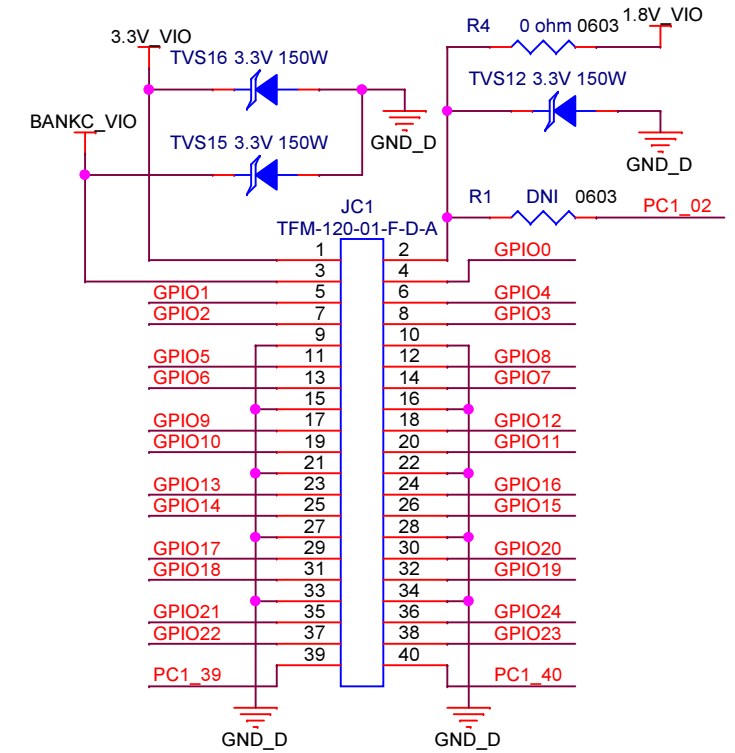 R4 0 ohm 0603 1.8V_VIO
3.3V_VIO
TVS16 3.3V 150W
TVS12 3.3V 150W
BANKC_VIO
GND_D
TVS15 3.3V 150W
GND_D
R1 DNI 0603 PC1_02
JC1
TFM-120-01-F-D-A
1 2 GPIO0
3 4
GPIO1 5 6 GPIO4
GPIO2 7 8 GPIO3
9 10
GPIO5 11 12 GPIO8
GPIO6 13 14 GPIO7
15 16
GPIO9 17 18 GPIO12
GPIO10 19 20 GPIO11
21 22
GPIO13 23 24 GPIO16
GPIO14 25 26 GPIO15
27 28
GPIO17 29 30 GPIO20
GPIO18 31 32 GPIO19
33 34
GPIO21 35 36 GPIO24
GPIO22 37 38 GPIO23
39 40
PC1_39 PC1_40
GND_D GND_D